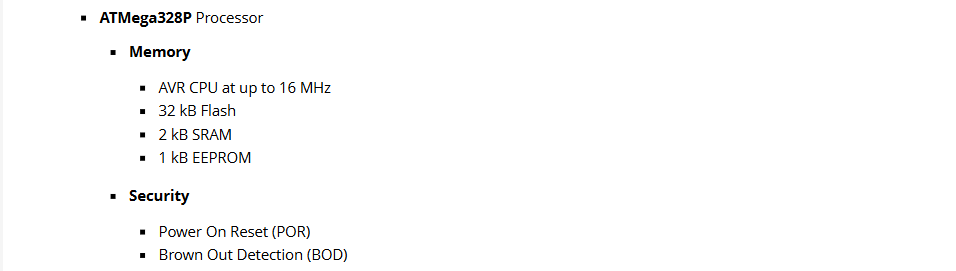 ATMega328P Processor
Memory
AVR CPU at up to 16 MHz
32 kB Flash
2 kB SRAM
1 kB EEPROM
Security
Power On Reset (POR)
Brown Out Detection (BOD)